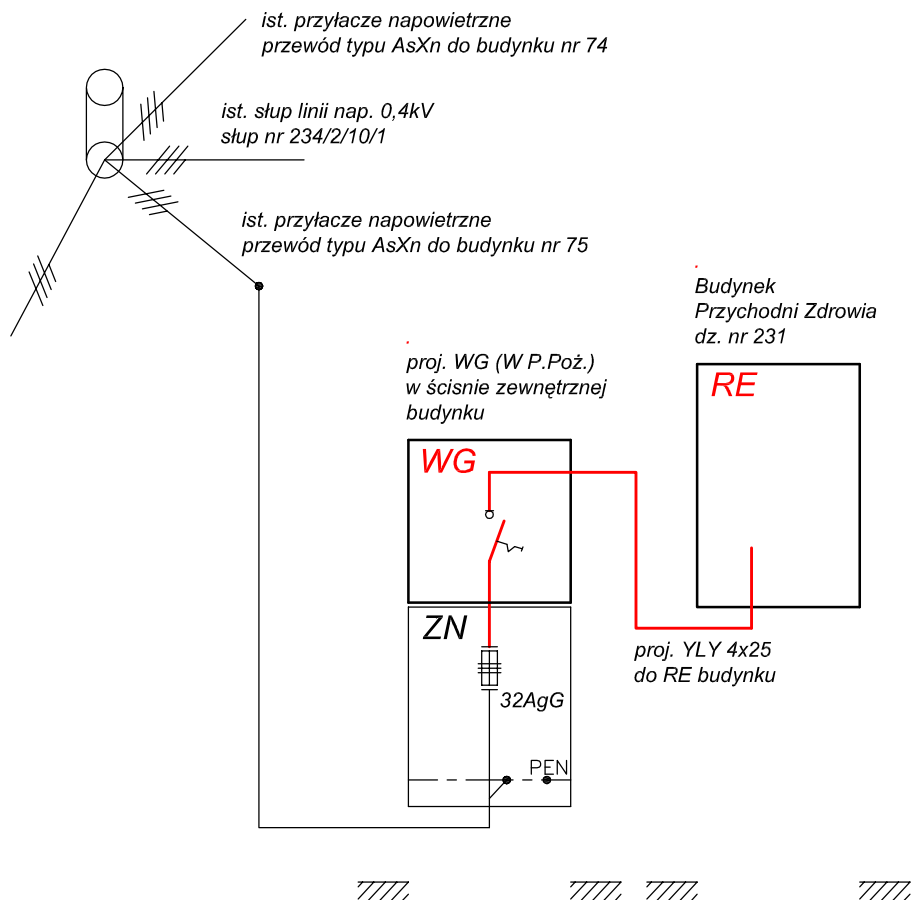 ist. przyłacze napowietrzne
przewód typu AsXn do budynku nr 74
ist. słup linii nap. 0,4kV
słup nr 234/2/10/1
ist. przyłacze napowietrzne
przewód typu AsXn do budynku nr 75
Budynek
Przychodni Zdrowia
dz. nr 231
proj. WG (W P.Poż.)
w ścisnie zewnętrznej
budynku
RE
WG
ZN
proj. YLY 4x25
do RE budynku
32AgG
PEN